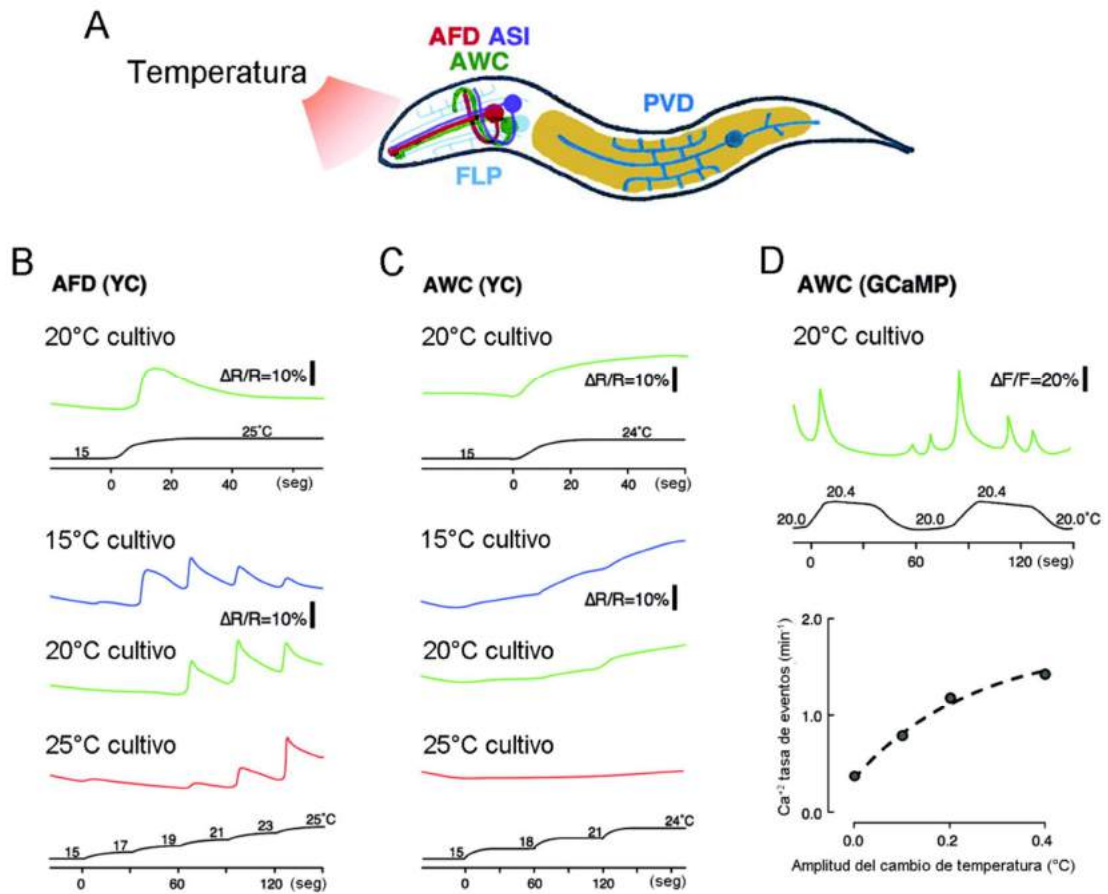 A
Temperatura
AFD ASI
AWC
FLP
PVD
B
AFD (YC)
20°C cultivo
ΔR/R=10%
15
25°C
0 20 40 (seg)
15°C cultivo
ΔR/R=10%
20°C cultivo
25°C cultivo
15 17 19 21 23 25°C
0 60 120 (seg)
C
AWC (YC)
20°C cultivo
ΔR/R=10%
15
24°C
0 20 40 (seg)
15°C cultivo
ΔR/R=10%
20°C cultivo
25°C cultivo
15 18 21 24°C
0 60 120 (seg)
D
AWC (GCaMP)
20°C cultivo
ΔF/F=20%
20.0 20.4 20.0 20.4 20.0°C
0 60 120 (seg)
Ca⁺² tasa de eventos (min⁻¹)
2.0
1.0
0.0
0.0 0.2 0.4
Amplitud del cambio de temperatura (°C)